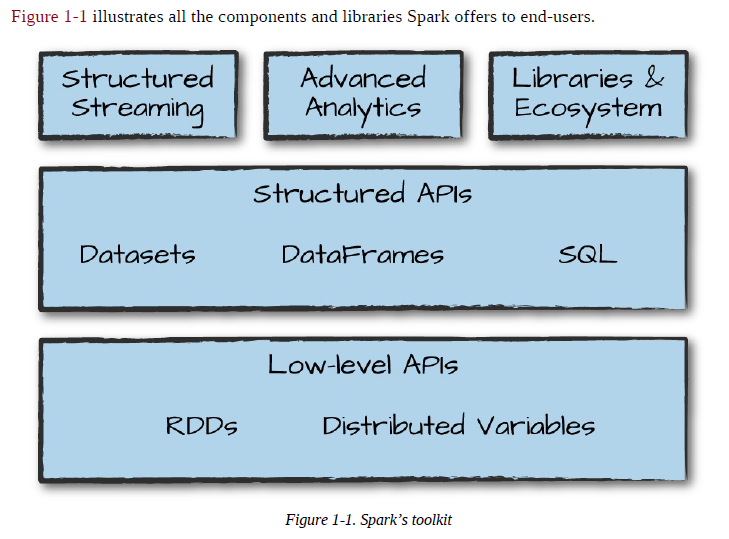 Figure 1-1 illustrates all the components and libraries Spark offers to end-users.
Structured
Streaming
Advanced
Analytics
Libraries &
Ecosystem
Structured APIs
Datasets
DataFrames
SQL
Low-level APIs
RDDs
Distributed Variables
Figure 1-1. Spark’s toolkit